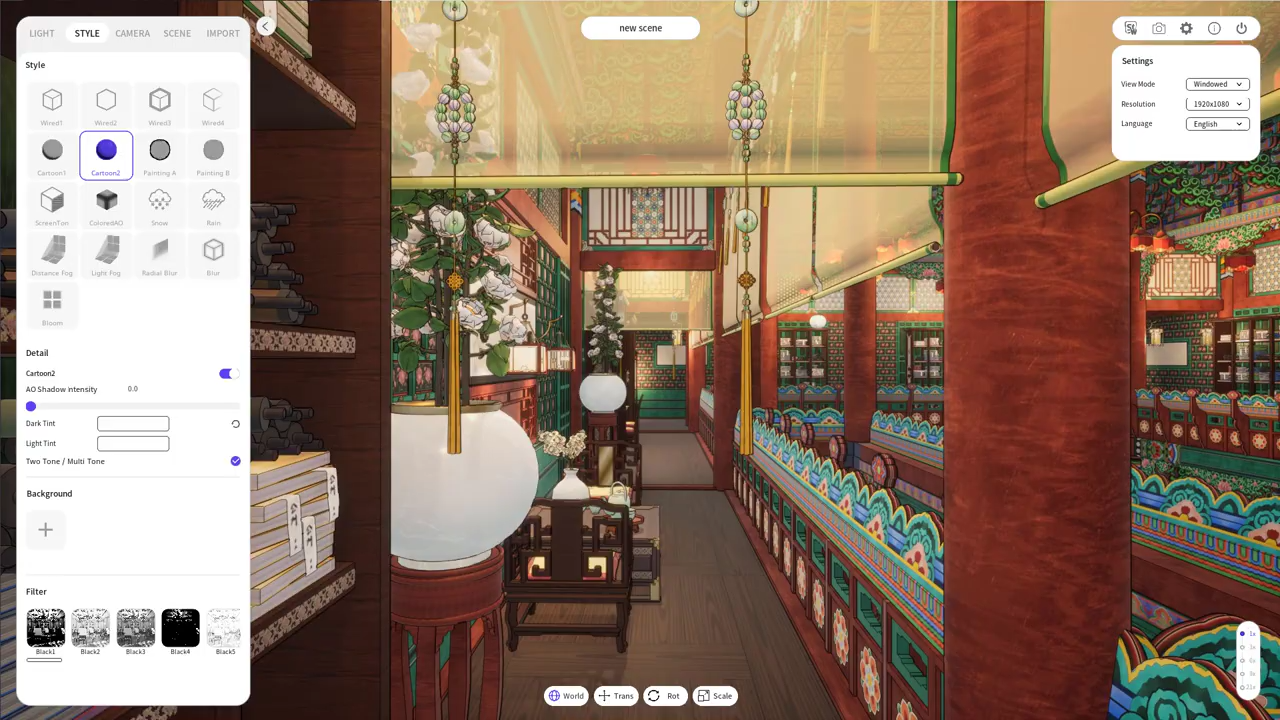 LIGHT STYLE CAMERA SCENE IMPORT
Style
Wired1 Wired2 Wired3 Wired4
Cartoon1 Cartoon2 Painting A Painting B
ScreenTon ColoredAO Snow Rain
Distance Fog Light Fog Radial Blur Blur
Bloom
Detail
Cartoon2
AO Shadow intensity 0.0
Dark Tint
Light Tint
Two Tone / Multi Tone
Background
Filter
Black1 Black2 Black3 Black4 Black5
new scene
World Trans Rot Scale
Settings
View Mode Windowed
Resolution 1920x1080
Language English
1x